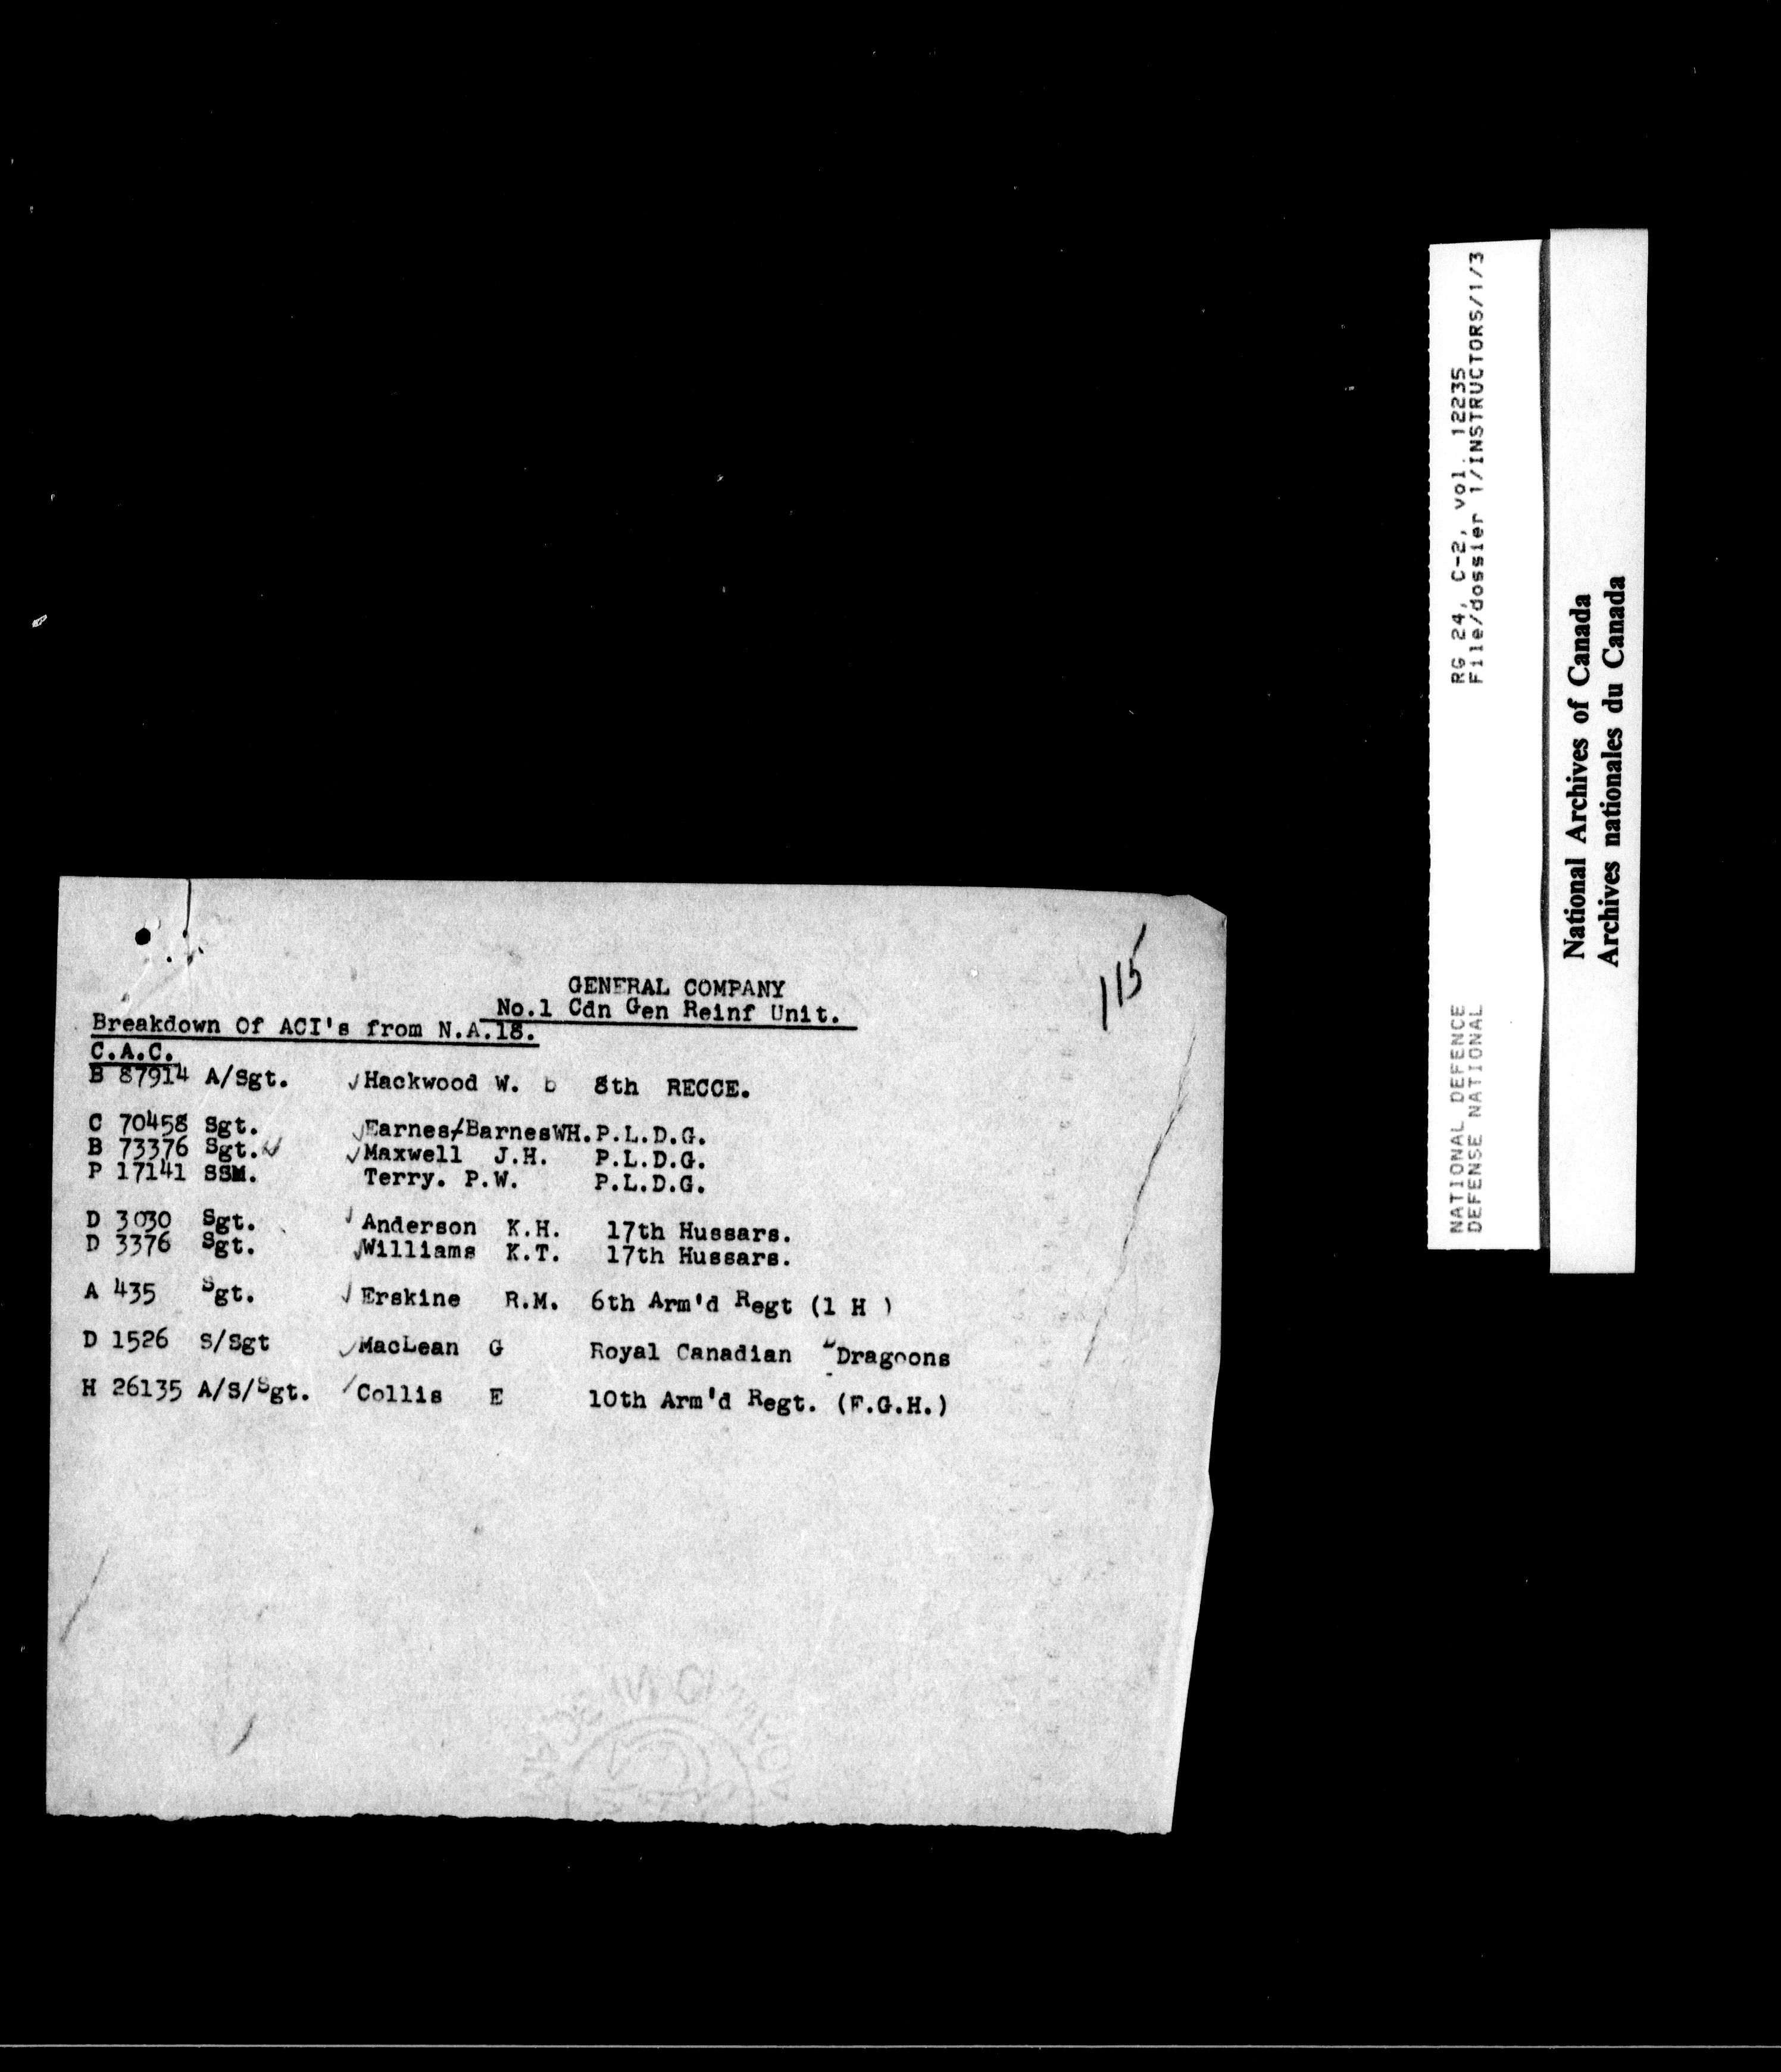 115
GENERAL COMPANY
No.1 Cdn Gen Reinf Unit.
Breakdown Of ACI's from N.A.18.
C.A.C.
B 87914 A/Sgt. ✓Hackwood W. b 8th RECCE.
C 70458 Sgt. ✓Earnes/-BarnesWH. P.L.D.G.
B 73376 Sgt. ✓ ✓Maxwell J.H. P.L.D.G.
P 17141 SSM. Terry. P.W. P.L.D.G.
D 3030 Sgt. ✓Anderson K.H. 17th Hussars.
D 3376 Sgt. ✓Williams K.T. 17th Hussars.
A 435 Sgt. ✓Erskine R.M. 6th Arm'd Regt (1 H )
D 1526 S/Sgt ✓MacLean G Royal Canadian Dragoons
H 26135 A/S/Sgt. ✓Collis E 10th Arm'd Regt. (F.G.H.)
RG 24, C-2, vol. 12235
File/dossier 1/INSTRUCTORS/1/3
NATIONAL DEFENCE
DEFENSE NATIONAL
National Archives of Canada
Archives nationales du Canada